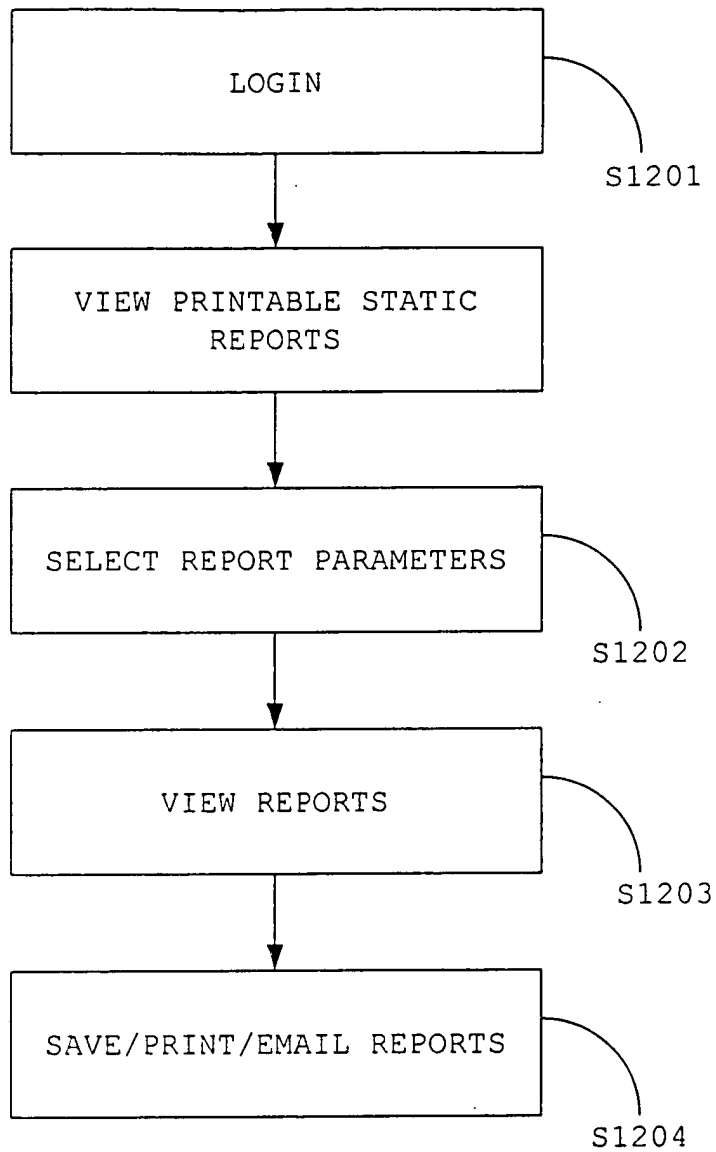 LOGIN
S1201
VIEW PRINTABLE STATIC
REPORTS
SELECT REPORT PARAMETERS
S1202
VIEW REPORTS
S1203
SAVE/PRINT/EMAIL REPORTS
S1204